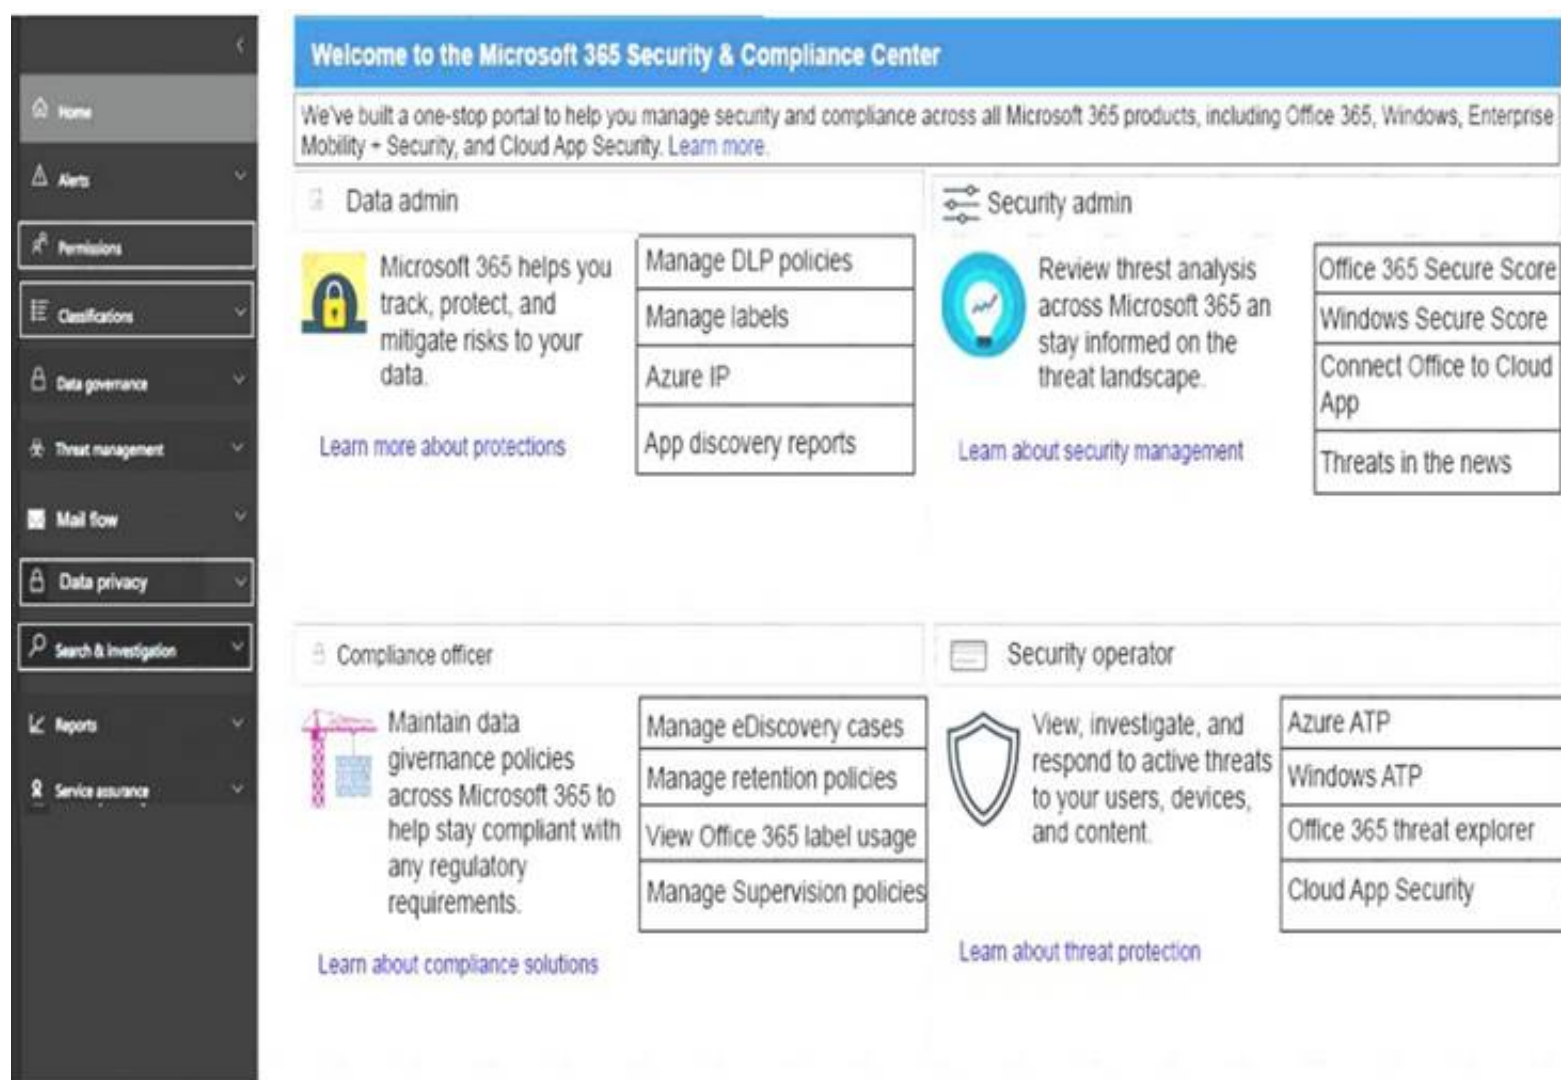 Home
Alerts
Permissions
Classifications
Data governance
Threat management
Mail flow
Data privacy
Search & investigation
Reports
Service assurance
Welcome to the Microsoft 365 Security & Compliance Center
We've built a one-stop portal to help you manage security and compliance across all Microsoft 365 products, including Office 365, Windows, Enterprise
Mobility + Security, and Cloud App Security. Learn more.
Data admin
Microsoft 365 helps you
track, protect, and
mitigate risks to your
data.
Learn more about protections
Manage DLP policies
Manage labels
Azure IP
App discovery reports
Security admin
Review threst analysis
across Microsoft 365 an
stay informed on the
threat landscape.
Learn about security management
Office 365 Secure Score
Windows Secure Score
Connect Office to Cloud
App
Threats in the news
Compliance officer
Maintain data
givernance policies
across Microsoft 365 to
help stay compliant with
any regulatory
requirements.
Learn about compliance solutions
Manage eDiscovery cases
Manage retention policies
View Office 365 label usage
Manage Supervision policies
Security operator
View, investigate, and
respond to active threats
to your users, devices,
and content.
Learn about threat protection
Azure ATP
Windows ATP
Office 365 threat explorer
Cloud App Security